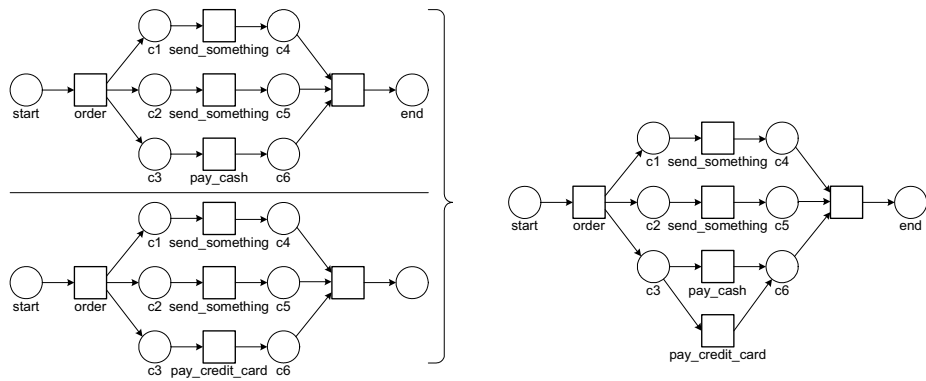 c1 send_something c4
start order c2 send_something c5 end
c3 pay_cash c6
c1 send_something c4
start order c2 send_something c5
c3 pay_credit_card c6
c1 send_something c4
start order c2 send_something c5 end
c3 pay_cash c6
pay_credit_card